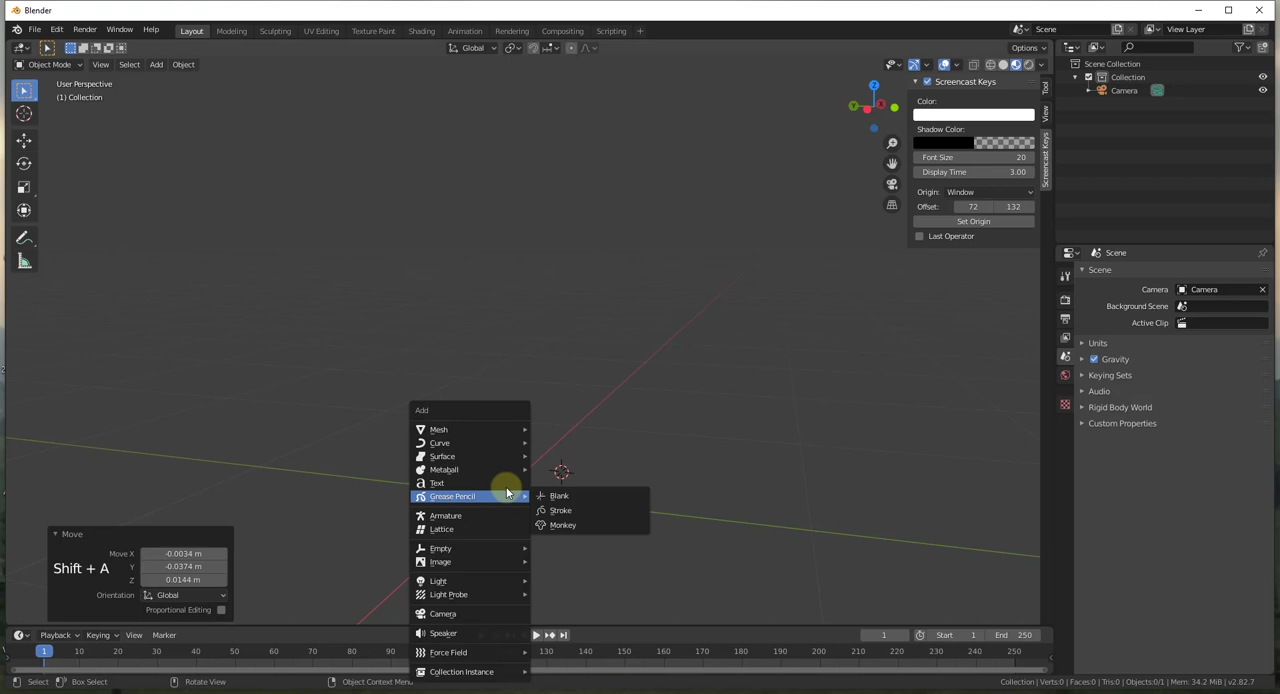 Blender
File Edit Render Window Help
Layout Modeling Sculpting UV Editing Texture Paint Shading Animation Rendering Compositing Scripting +
Scene
View Layer
Global
Options
Object Mode View Select Add Object
User Perspective
(1) Collection
Z
Y
X
Screencast Keys
Color:
Shadow Color:
Font Size 20
Display Time 3.00
Origin: Window
Offset: 72 132
Set Origin
Last Operator
Tool
View
Screencast Keys
Scene Collection
Collection
Camera
Scene
Scene
Camera Camera
Background Scene
Active Clip
Units
Gravity
Keying Sets
Audio
Rigid Body World
Custom Properties
Add
Mesh
Curve
Surface
Metaball
Text
Grease Pencil
Armature
Lattice
Empty
Image
Light
Light Probe
Camera
Speaker
Force Field
Collection Instance
Blank
Stroke
Monkey
Move
Move X -0.0034 m
Y -0.0374 m
Z 0.0144 m
Orientation Global
Proportional Editing
Shift + A
Playback Keying View Marker
1 Start 1 End 250
1 10 20 30 40 50 60 70 80 130 140 150 160 170 180 190 200 210 220 230 240 250
Select Box Select Rotate View Object Context Menu
Collection | Verts:0 | Faces:0 | Tris:0 | Objects:0/1 | Mem: 34.2 MiB | v2.82.7